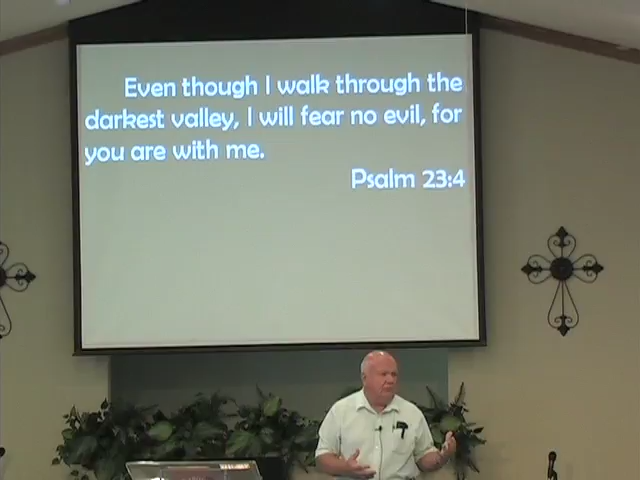 Even though I walk through the
darkest valley, I will fear no evil, for
you are with me.
Psalm 23:4